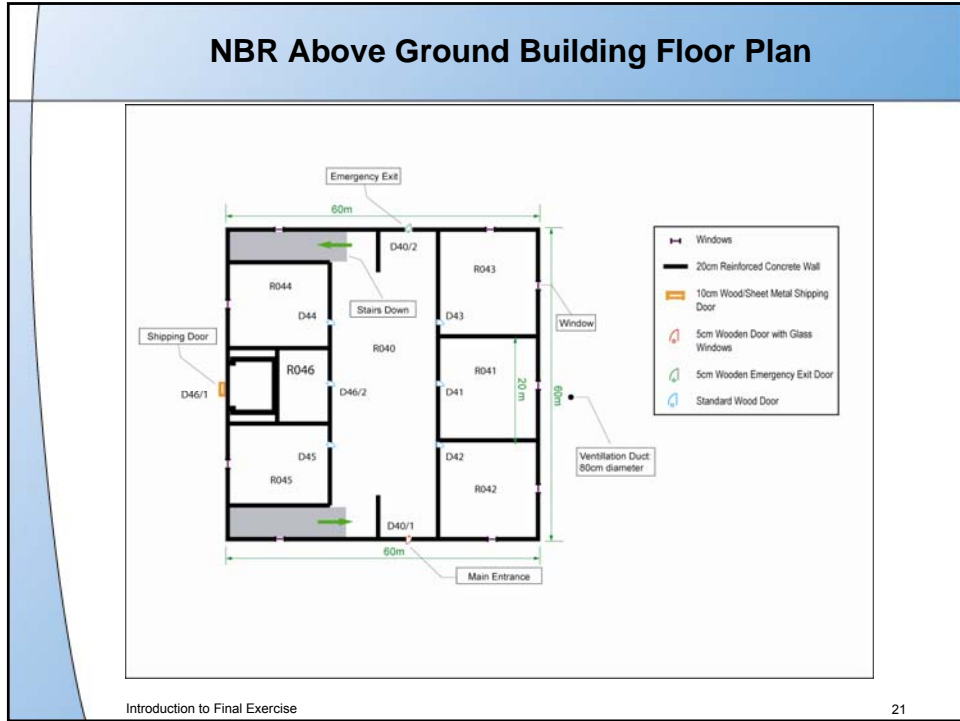 NBR Above Ground Building Floor Plan
Emergency Exit
60m
D40/2
R043
R044
Stairs Down
D44
D43
Window
Shipping Door
R040
R046
R041
20 m
60m
D46/1
D46/2
D41
D45
D42
Ventillation Duct:
80cm diameter
R045
R042
D40/1
60m
Main Entrance
Windows
20cm Reinforced Concrete Wall
10cm Wood/Sheet Metal Shipping
Door
5cm Wooden Door with Glass
Windows
5cm Wooden Emergency Exit Door
Standard Wood Door
Introduction to Final Exercise
21